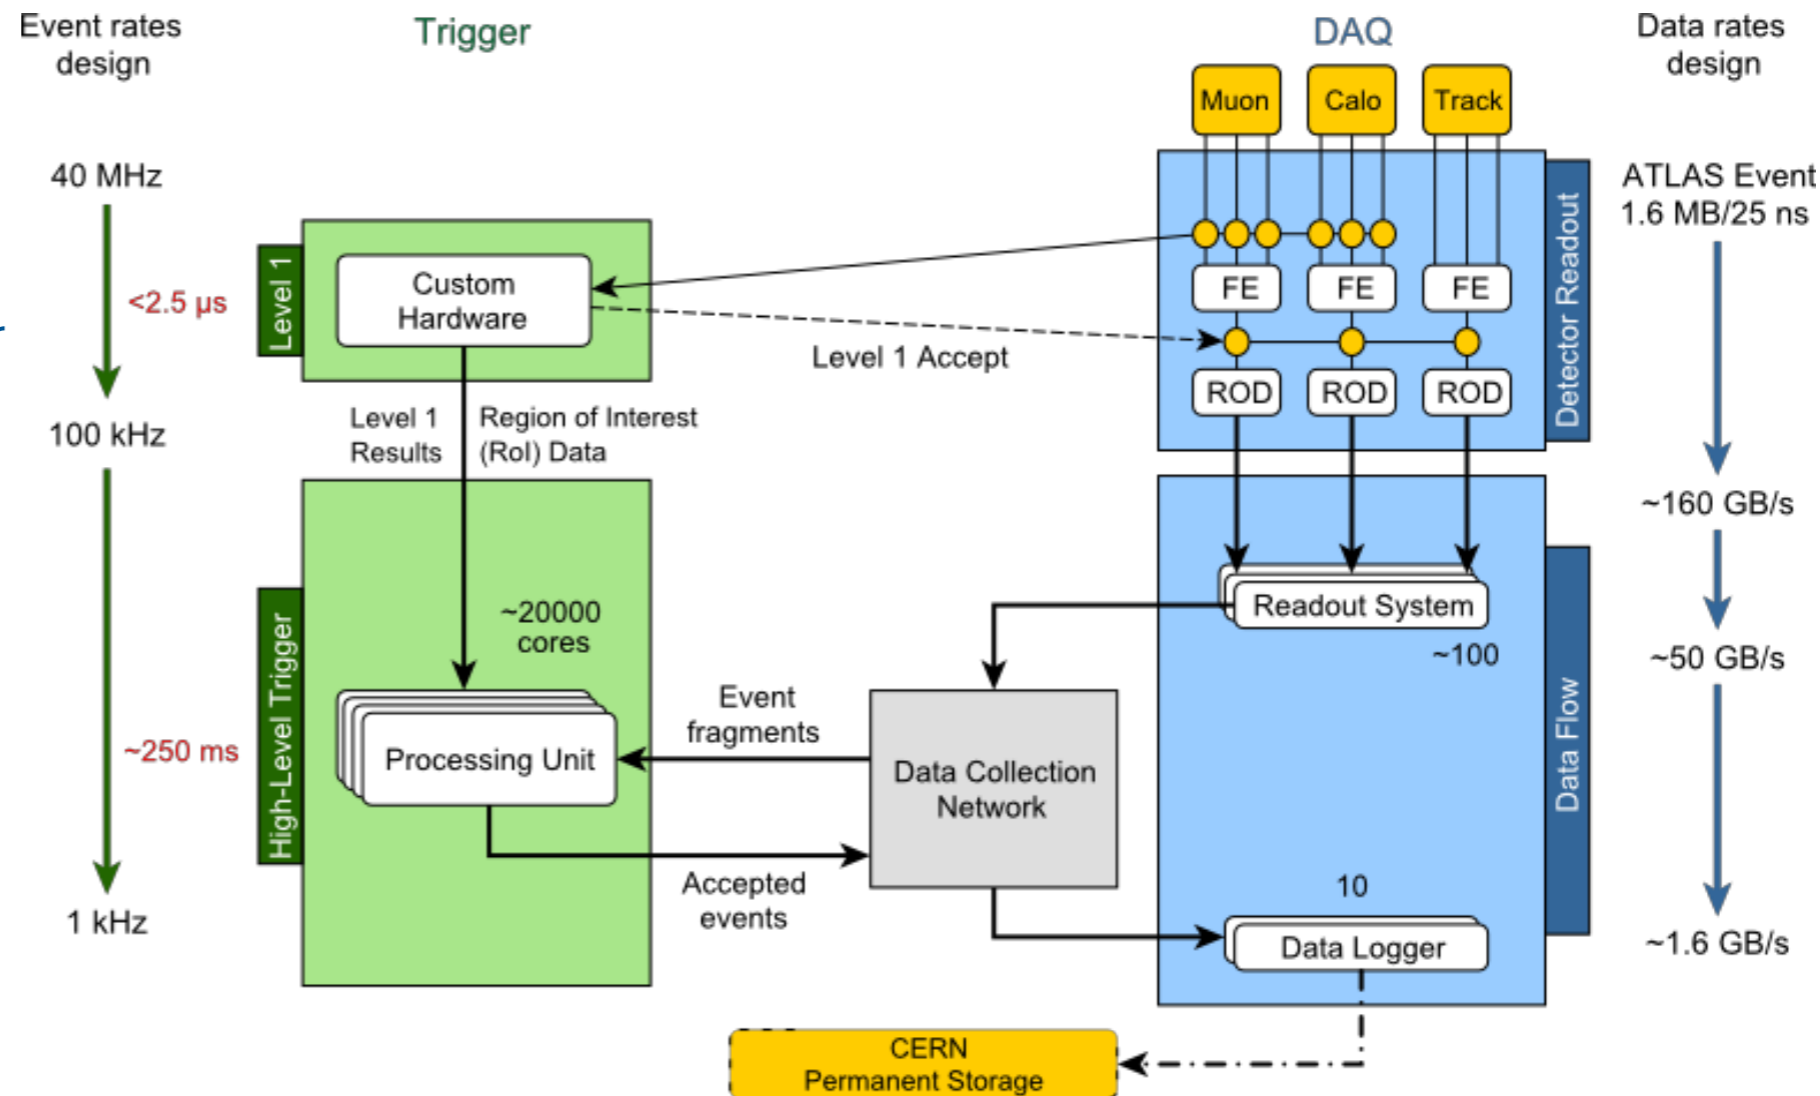 Event rates
design
Trigger
DAQ
Data rates
design
Muon
Calo
Track
40 MHz
ATLAS Event
1.6 MB/25 ns
Level 1
<2.5 µs
Custom
Hardware
FE
FE
FE
Detector Readout
Level 1 Accept
ROD
ROD
ROD
100 kHz
Level 1
Results
Region of Interest
(RoI) Data
~160 GB/s
~20000
cores
Readout System
~100
~50 GB/s
High-Level Trigger
~250 ms
Processing Unit
Event
fragments
Data Collection
Network
Data Flow
Accepted
events
10
1 kHz
Data Logger
~1.6 GB/s
CERN
Permanent Storage